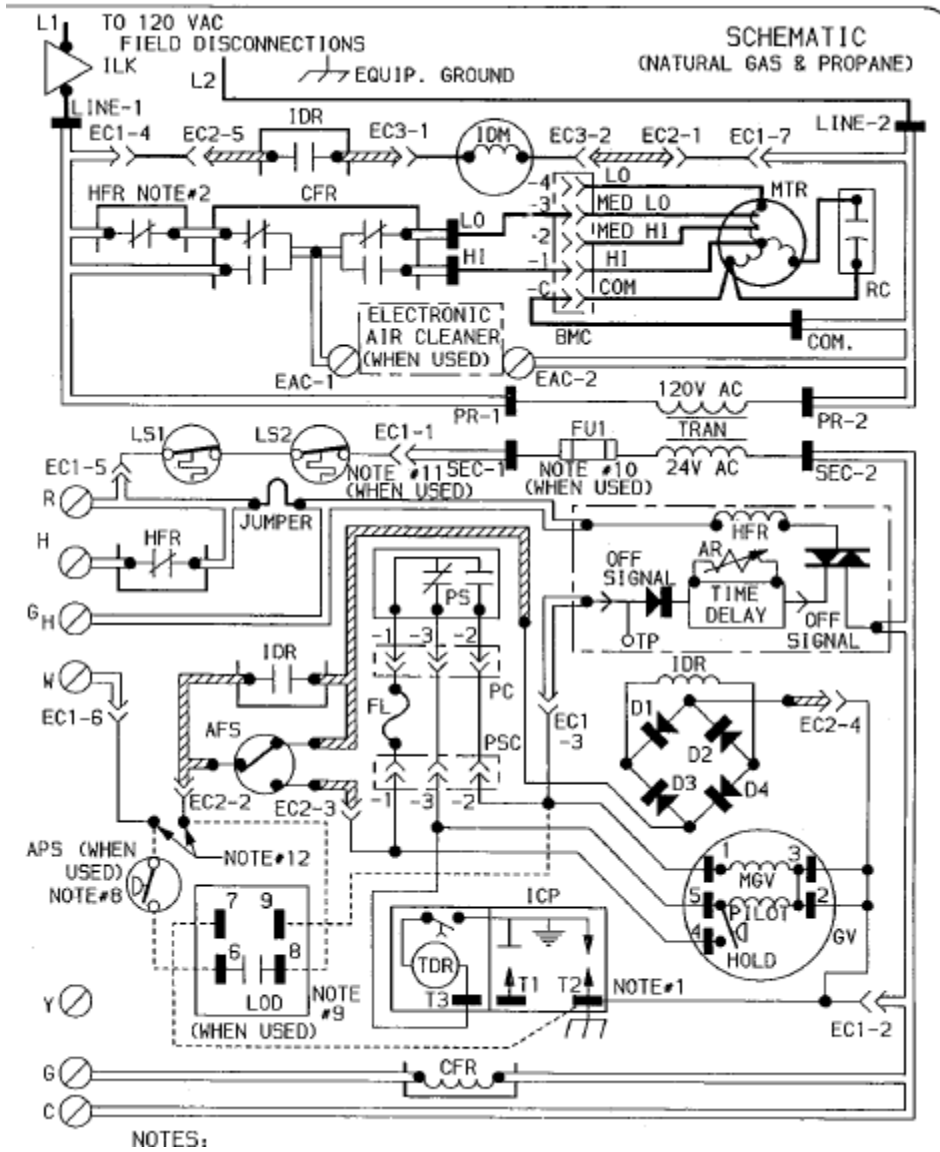 L1 TO 120 VAC
FIELD DISCONNECTIONS
SCHEMATIC
(NATURAL GAS & PROPANE)
ILK
L2
EQUIP. GROUND
LINE-1
LINE-2
EC1-4
EC2-5
IDR
EC3-1
IDM
EC3-2
EC2-1
EC1-7
HFR NOTE#2
CFR
LO
HI
-4
-3
-2
-1
-C
LO
MED LO
MED HI
HI
COM
MTR
RC
BMC
COM.
ELECTRONIC
AIR CLEANER
(WHEN USED)
EAC-1
EAC-2
PR-1
120V AC
PR-2
TRAN
24V AC
LS1
LS2
EC1-1
SEC-1
FU1
SEC-2
NOTE #11
(WHEN USED)
NOTE #10
(WHEN USED)
EC1-5
R
JUMPER
H
HFR
GH
HFR
AR
OFF
SIGNAL
TIME
DELAY
TP
OFF
SIGNAL
PS
-1
-3
-2
PC
W
EC1-6
IDR
AFS
FL
PSC
-1
-3
-2
EC1
-3
IDR
D1
D2
D3
D4
EC2-4
EC2-2
EC2-3
APS (WHEN
USED)
NOTE#8
NOTE#12
7
9
6
8
LOD
NOTE
#9
(WHEN USED)
ICP
TDR
T3
T1
T2
NOTE#1
1
3
MGV
5
PILOT
2
4
HOLD
GV
EC1-2
Y
G
CFR
C
NOTES: